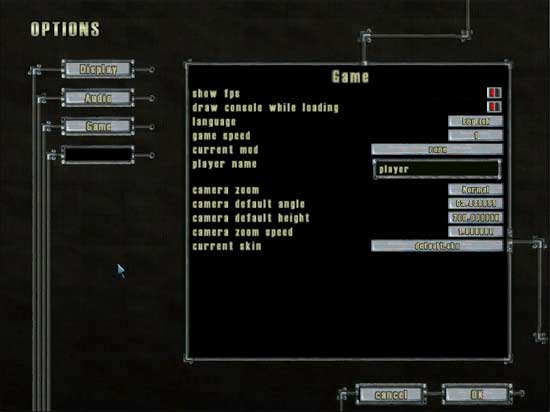 OPTIONS
Display
Audio
Game
Game
show fps
draw console while loading
language English
game speed 1
current mod none
player name player
camera zoom Normal
camera default angle
camera default height
camera zoom speed
current skin default.skn
cancel OK